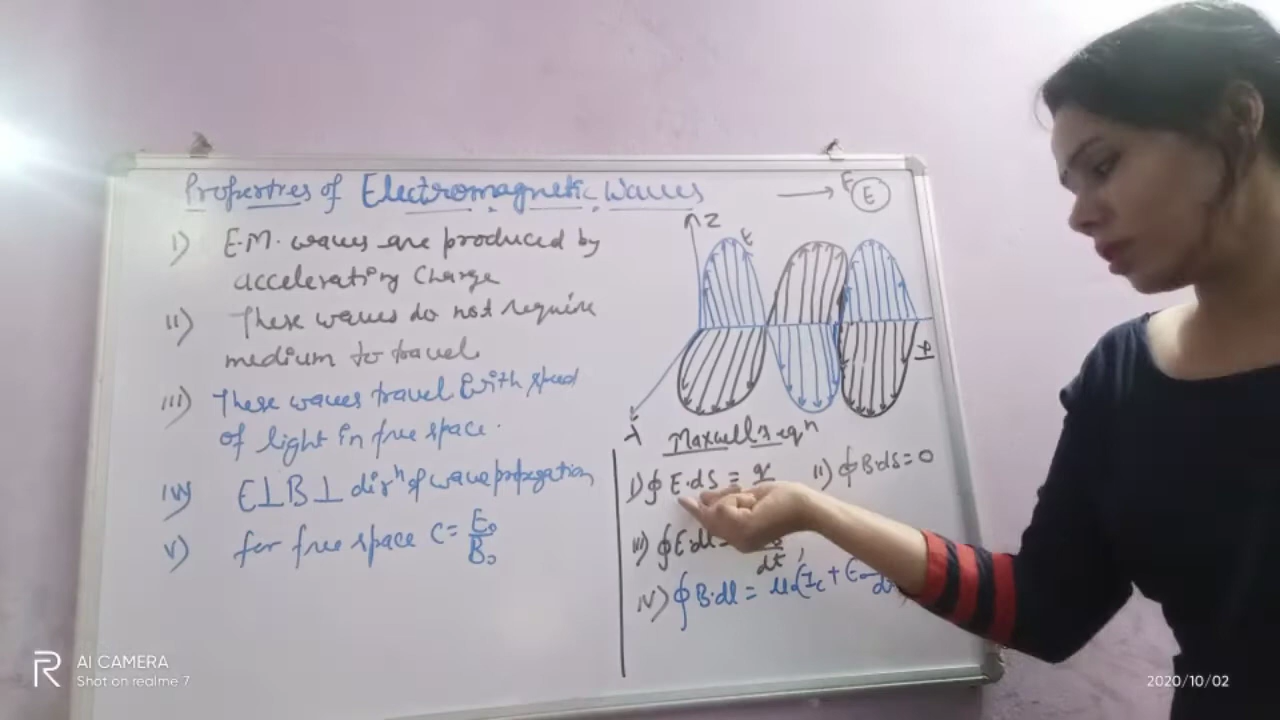 Properties of Electromagnetic Waves
i) E.M. waves are produced by
accelerating Charge
ii) These waves do not require
medium to travel
iii) These waves travel with speed
of light in free space.
iv) E⊥B⊥ dirⁿ of wave propagation
v) for free space C = E₀/B₀
E
Z
E
Maxwell's eqⁿ
i) ∮E.ds = q
ii) ∮B.ds = 0
iii) ∮E.dl =
dt
iv) ∮B.dl = μ₀(Ic + ε
R AI CAMERA
Shot on realme 7
2020/10/02